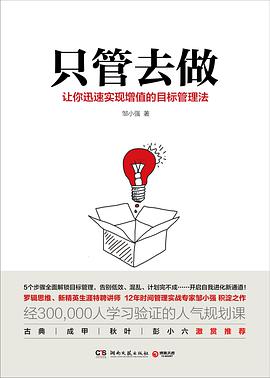 只管去做
让你迅速实现增值的目标管理法
邹小强 著
5个步骤全面解锁目标管理，告别低效、混乱、计划完不成……开启自我进化新通道！
罗辑思维、新精英生涯特聘讲师 12年时间管理实战专家邹小强 积淀之作
经300,000人学习验证的人气规划课
古典｜成甲｜秋叶｜彭小六 激赏推荐
湖南文艺出版社
博集天卷